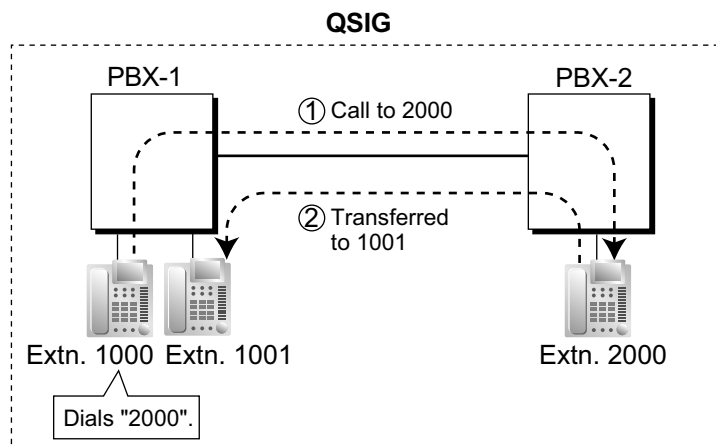 QSIG
PBX-1
PBX-2
① Call to 2000
② Transferred
to 1001
Extn. 1000
Extn. 1001
Extn. 2000
Dials "2000".